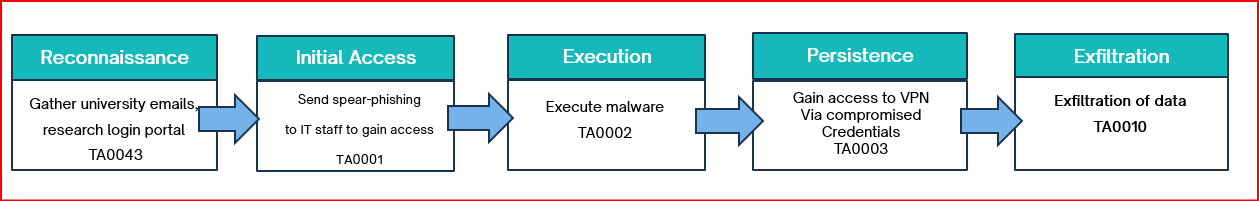 Reconnaissance
Gather university emails,
research login portal
TA0043
Initial Access
Send spear-phishing
to IT staff to gain access
TA0001
Execution
Execute malware
TA0002
Persistence
Gain access to VPN
Via compromised
Credentials
TA0003
Exfiltration
Exfiltration of data
TA0010